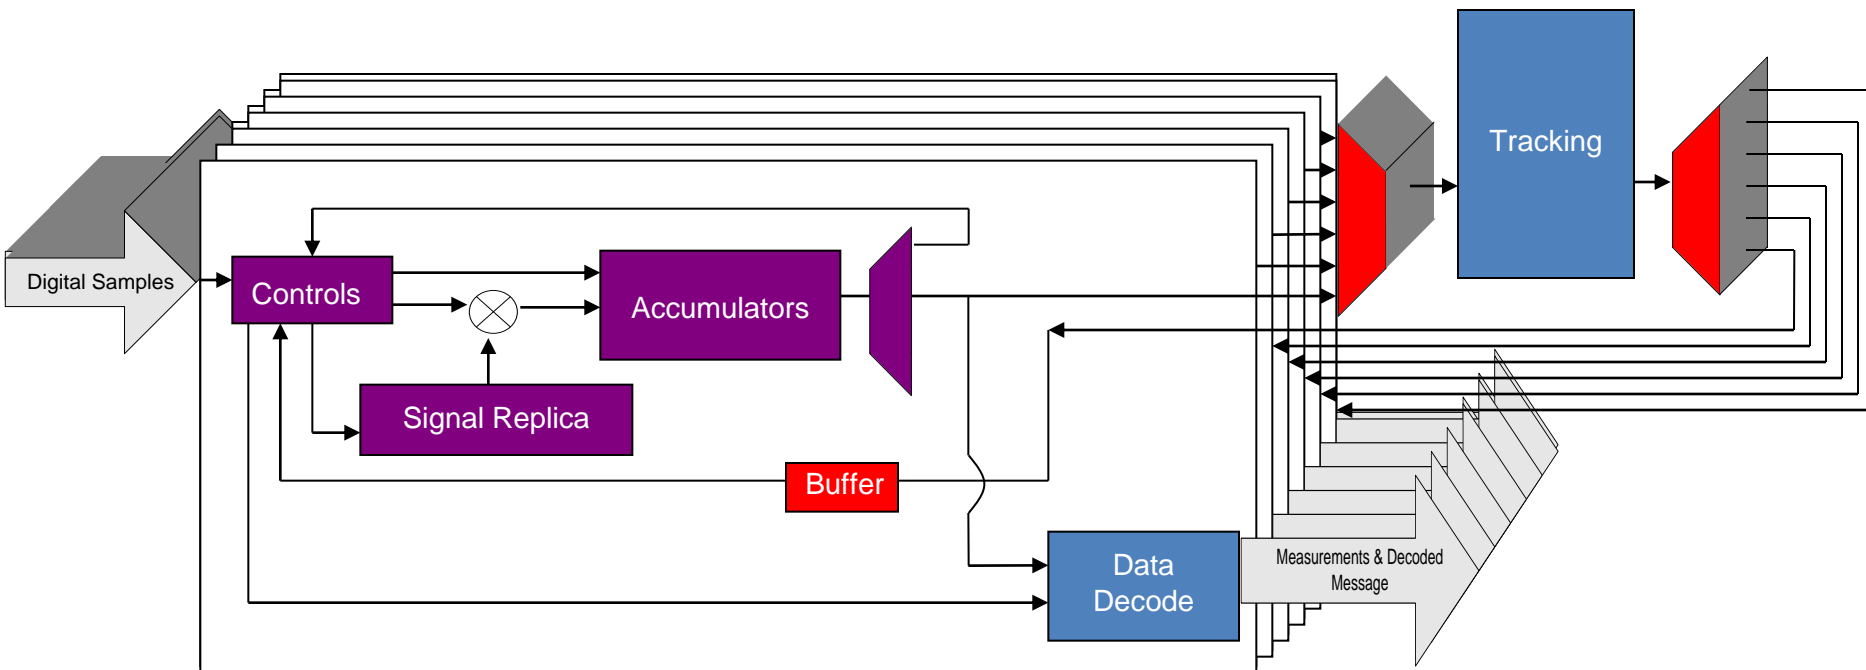 Tracking
Digital Samples
Controls
Accumulators
Signal Replica
Buffer
Data
Decode
Measurements & Decoded
Message